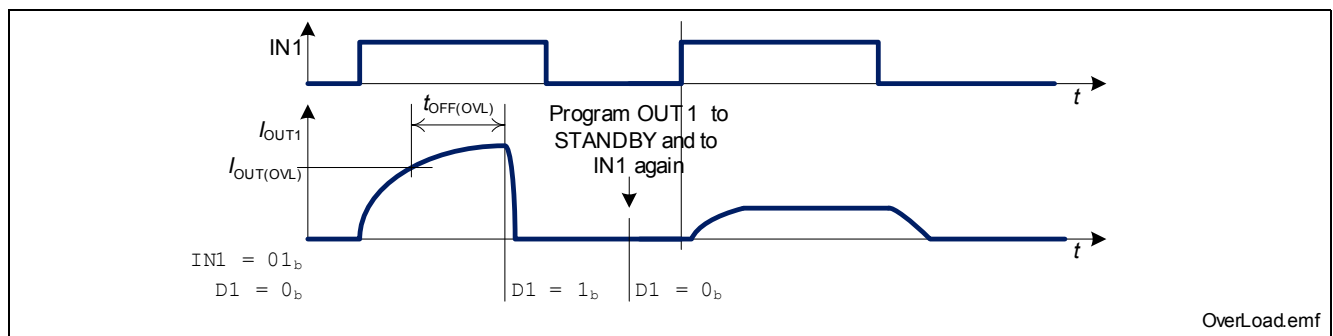 IN1
t
tOFF(OVL)
Program OUT1 to
STANDBY and to
IN1 again
IOUT1
IOUT(OVL)
t
IN1 = 01b
D1 = 0b
D1 = 1b
D1 = 0b
OverLoad.emf